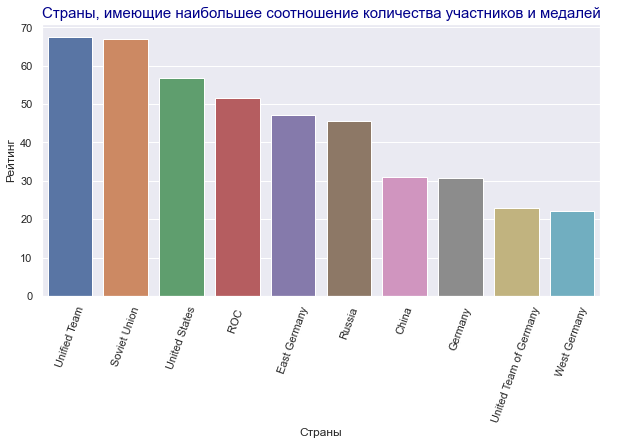 Страны, имеющие наибольшее соотношение количества участников и медалей
Рейтинг
70
60
50
40
30
20
10
0
Unified Team
Soviet Union
United States
ROC
East Germany
Russia
China
Germany
United Team of Germany
West Germany
Страны